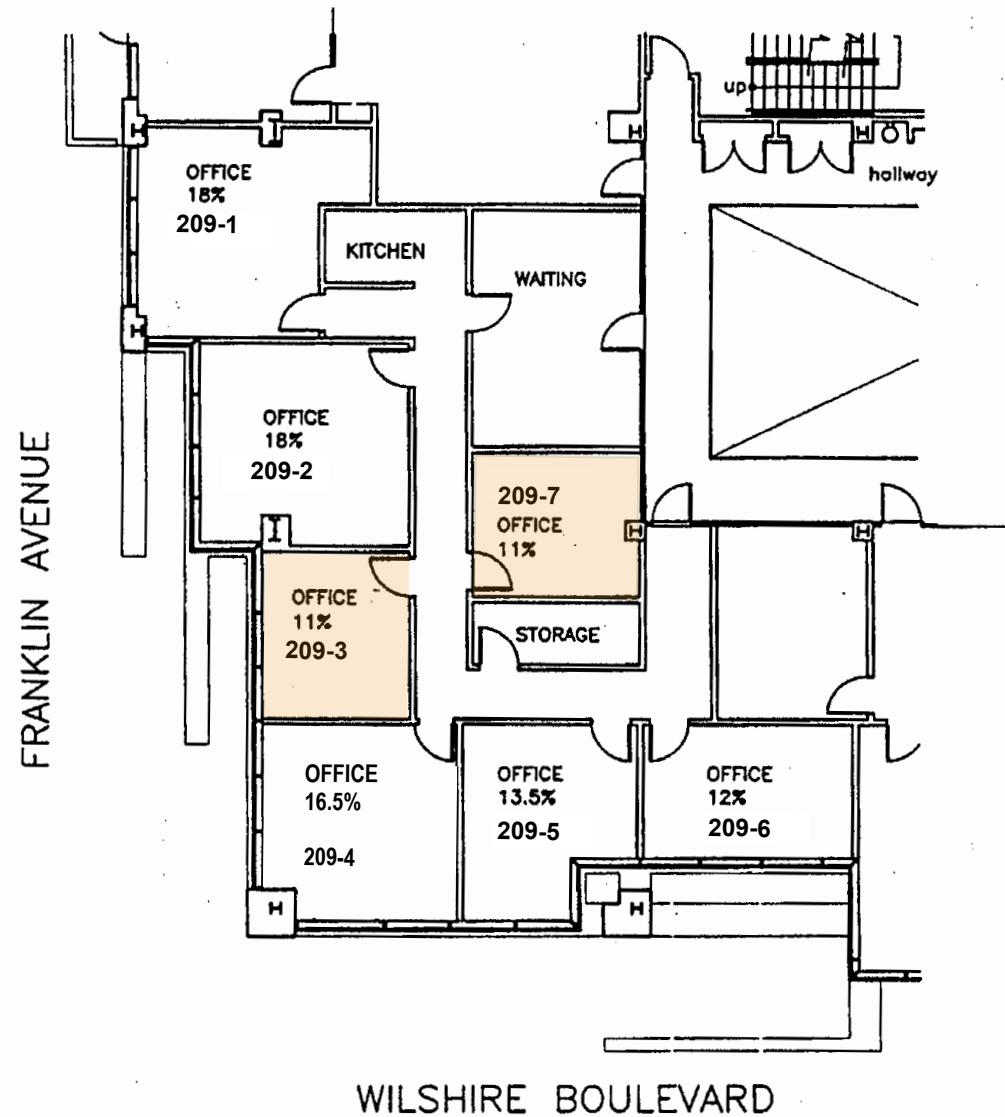 up
hallway
OFFICE
18%
209-1
KITCHEN
WAITING
OFFICE
18%
209-2
209-7
OFFICE
11%
OFFICE
11%
209-3
STORAGE
OFFICE
16.5%
209-4
OFFICE
13.5%
209-5
OFFICE
12%
209-6
FRANKLIN AVENUE
WILSHIRE BOULEVARD